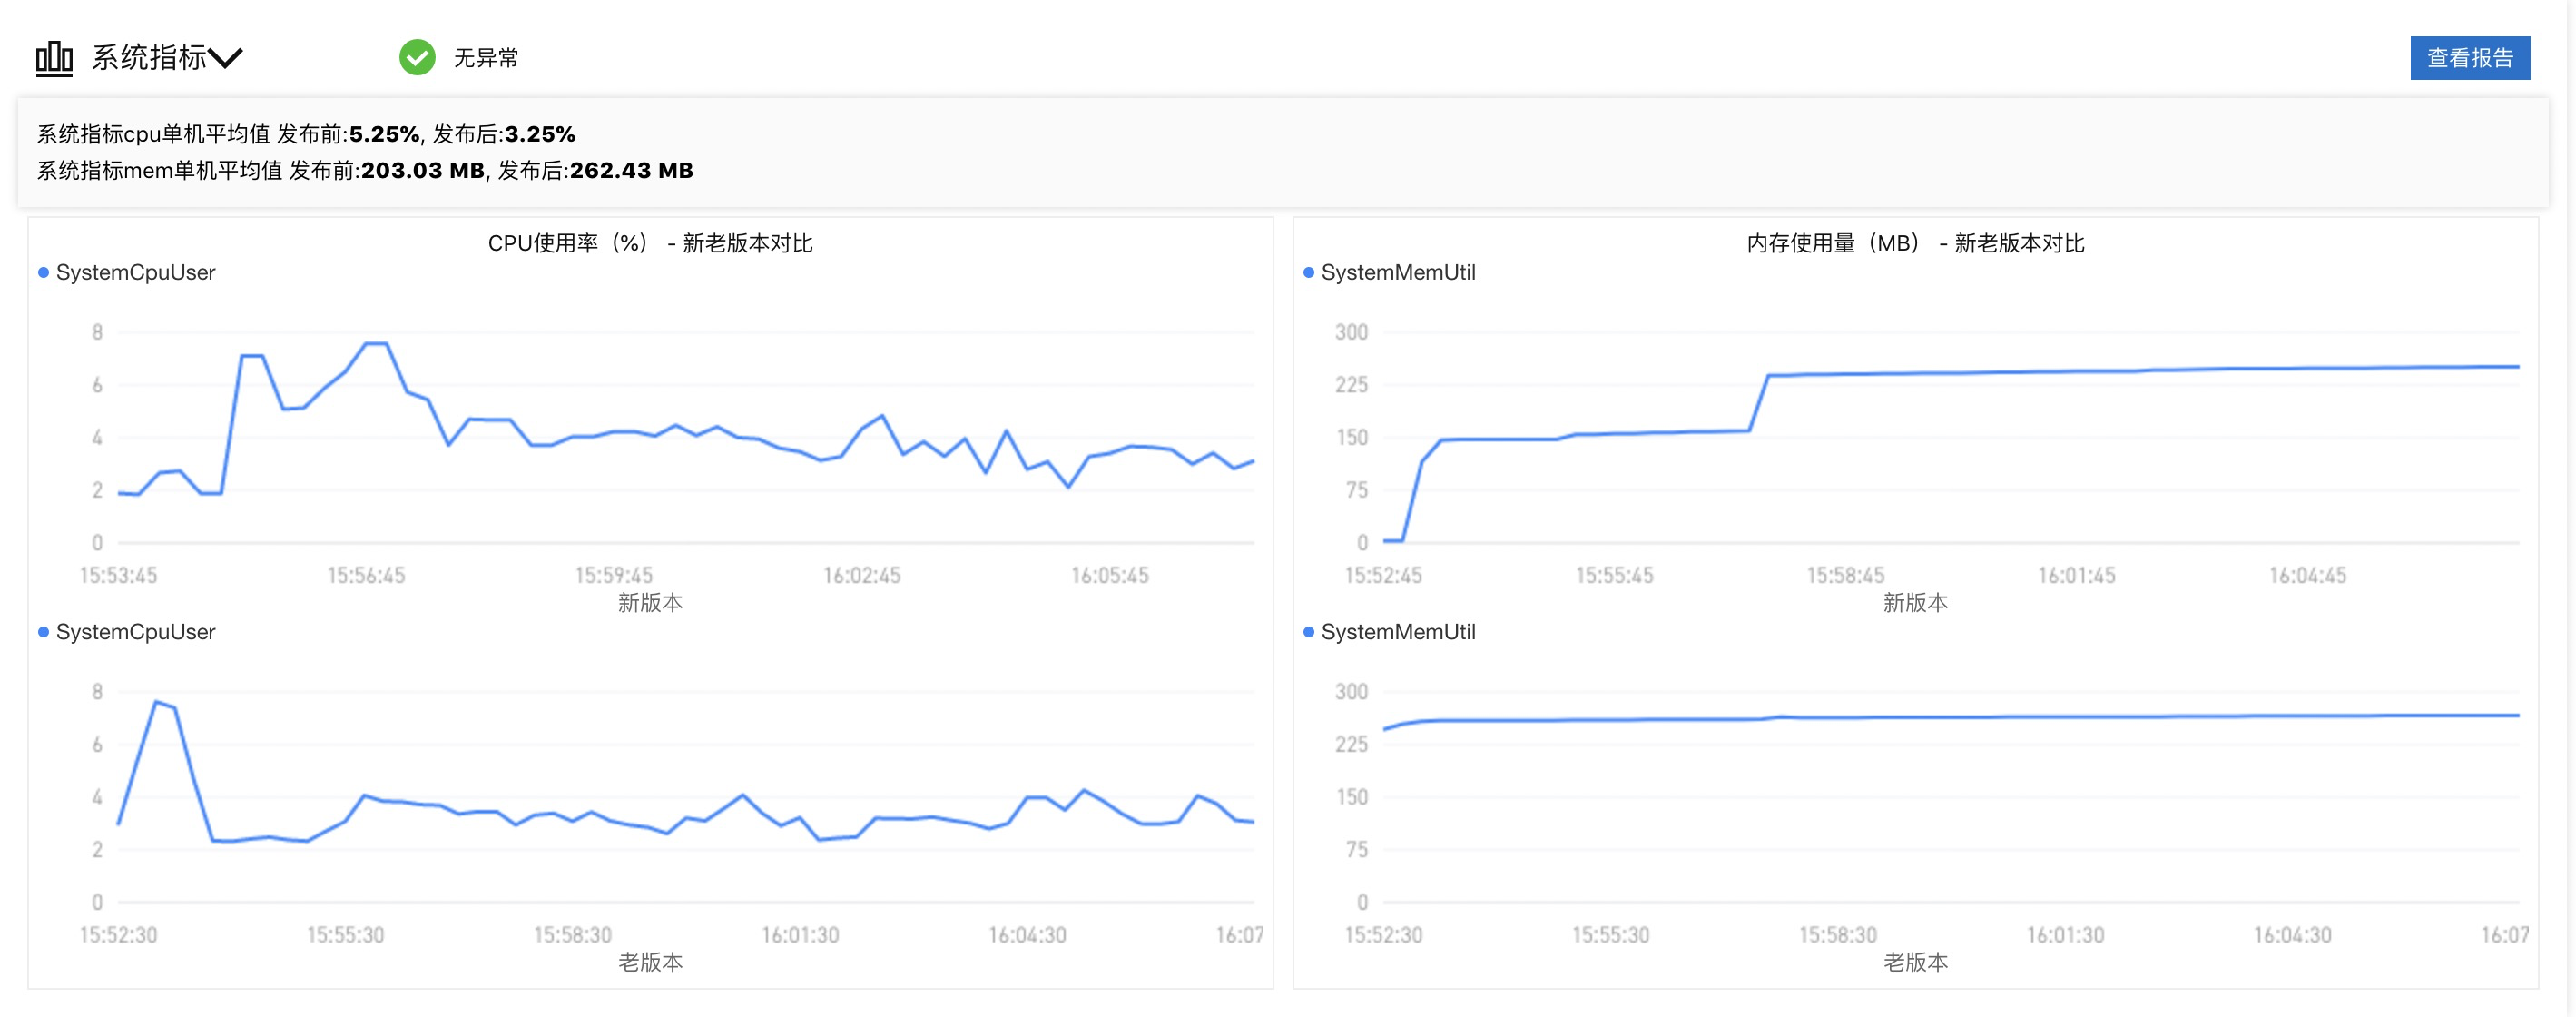 系统指标
无异常
查看报告
系统指标cpu单机平均值 发布前:5.25%, 发布后:3.25%
系统指标mem单机平均值 发布前:203.03 MB, 发布后:262.43 MB
CPU使用率（%） - 新老版本对比
SystemCpuUser
8
6
4
2
0
15:53:45 15:56:45 15:59:45 16:02:45 16:05:45
新版本
SystemCpuUser
8
6
4
2
0
15:52:30 15:55:30 15:58:30 16:01:30 16:04:30 16:07
老版本
内存使用量（MB） - 新老版本对比
SystemMemUtil
300
225
150
75
0
15:52:45 15:55:45 15:58:45 16:01:45 16:04:45
新版本
SystemMemUtil
300
225
150
75
0
15:52:30 15:55:30 15:58:30 16:01:30 16:04:30 16:07
老版本